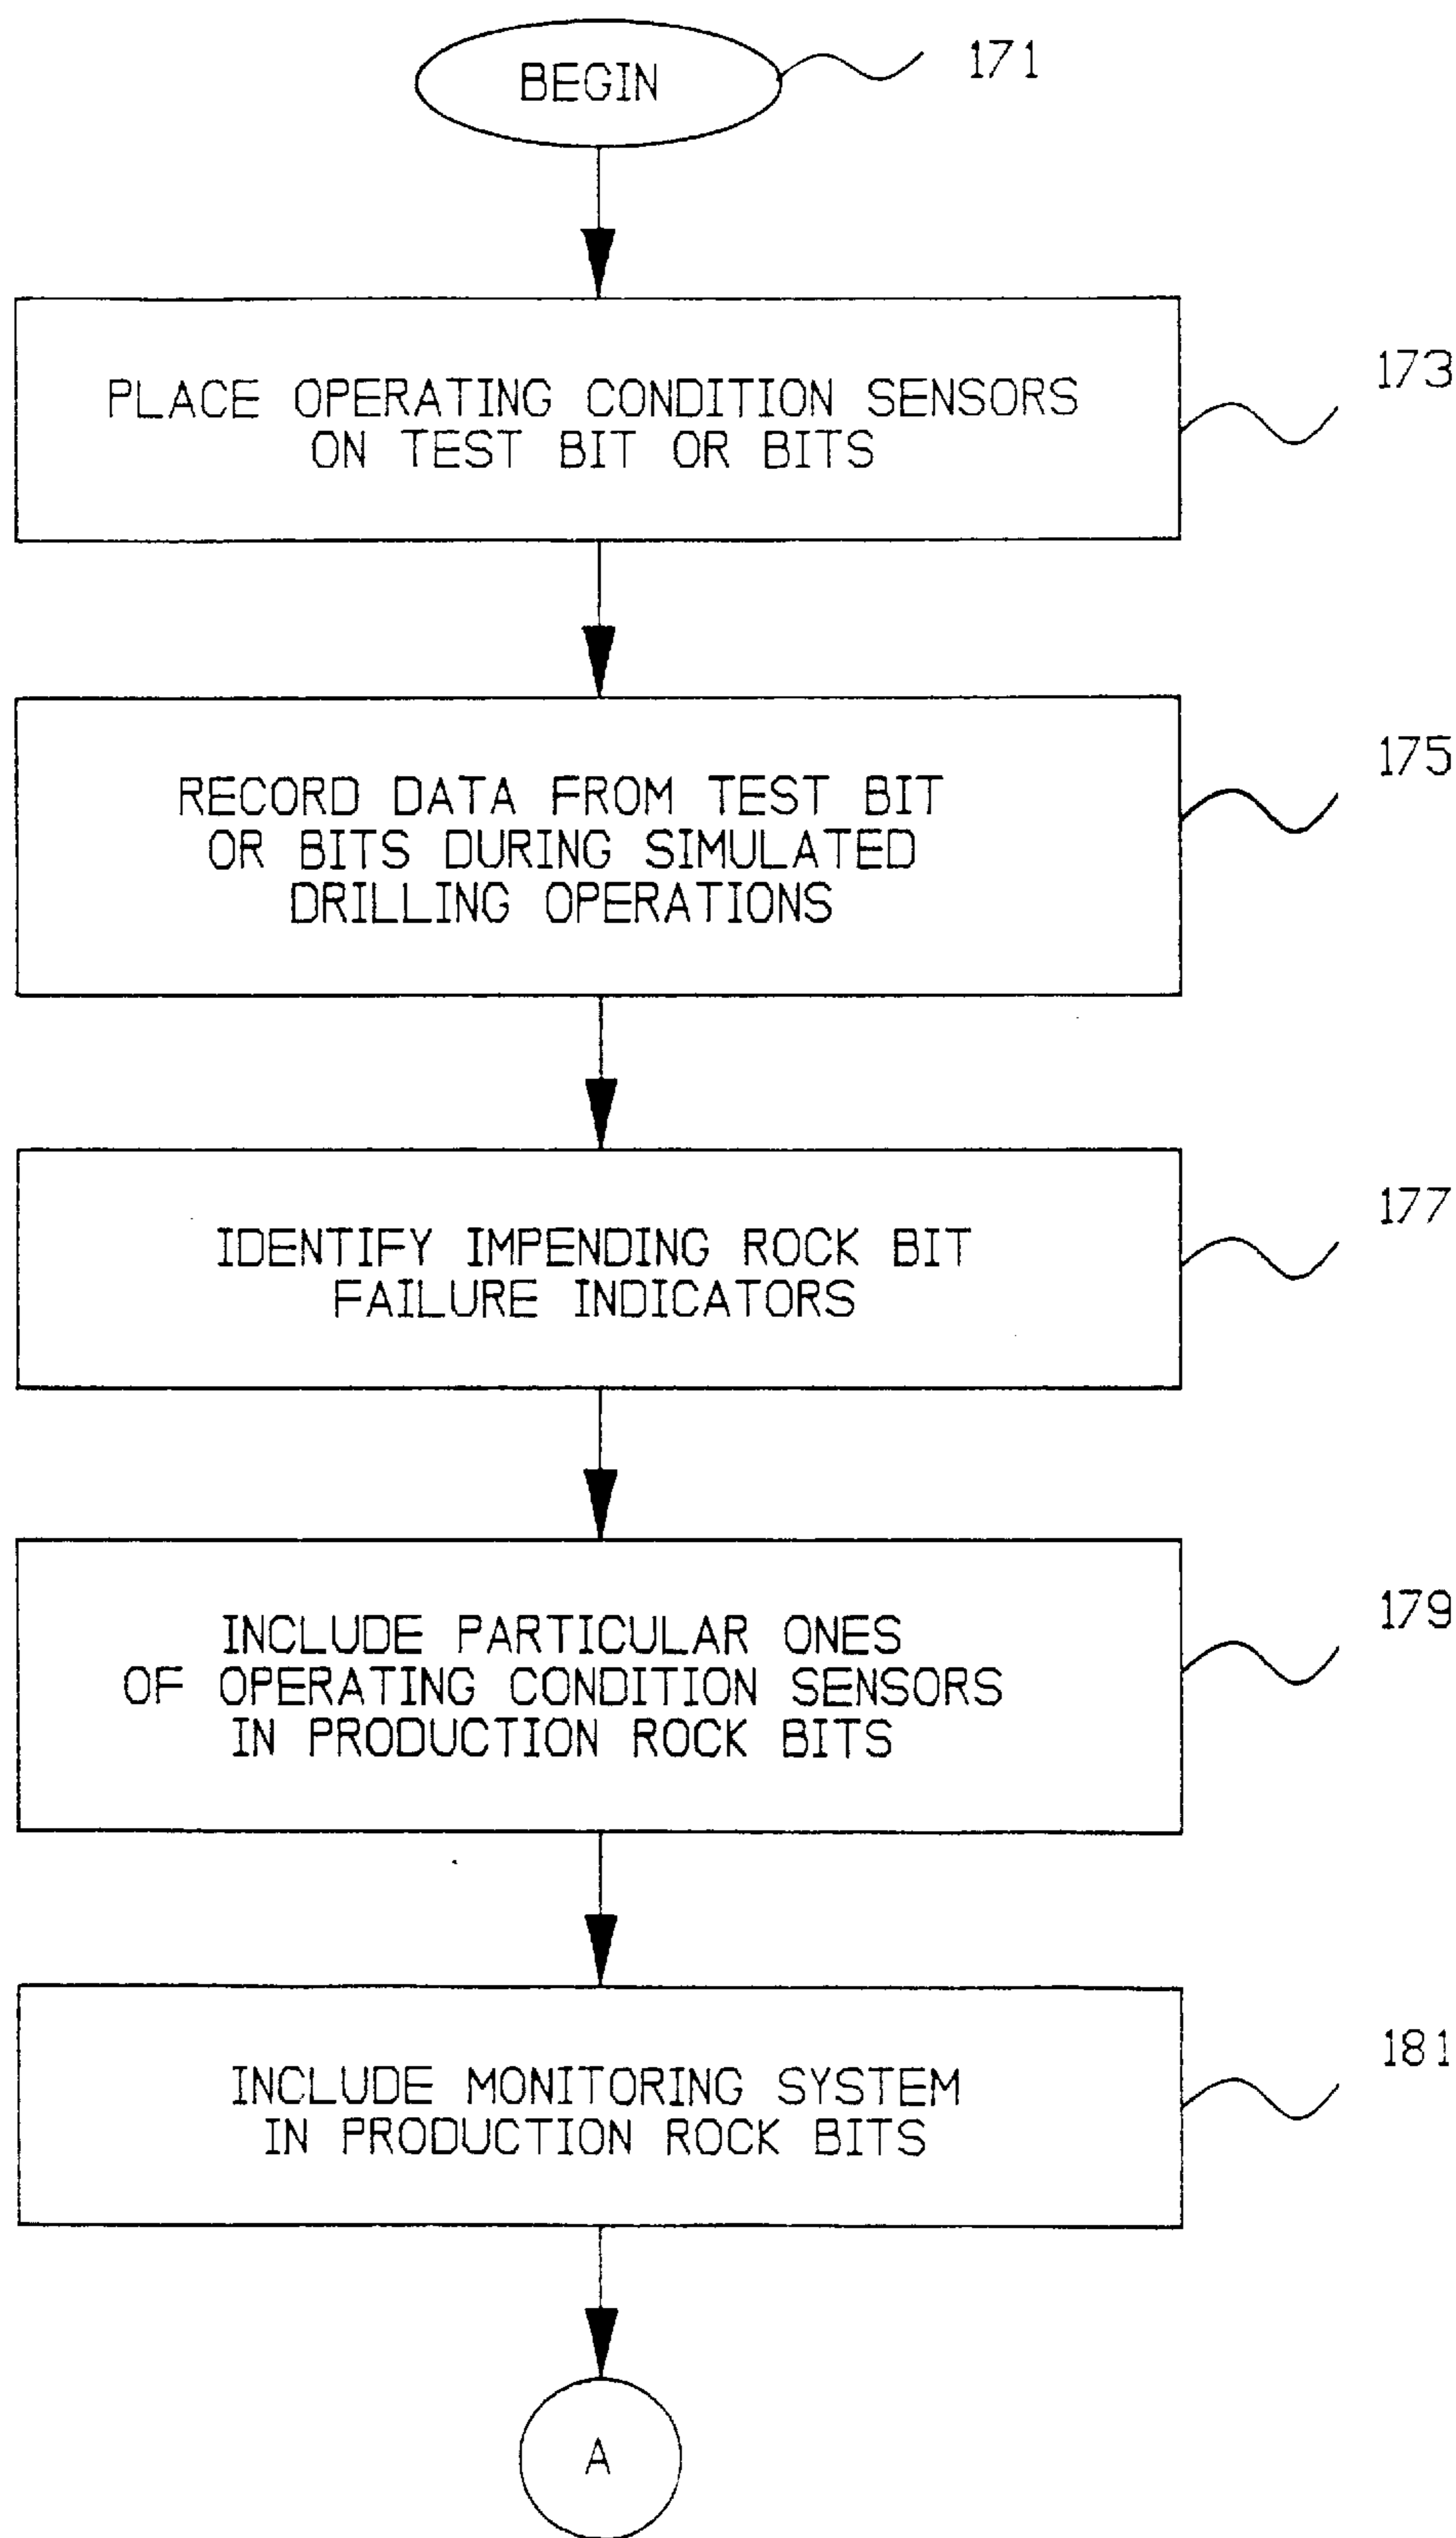 BEGIN
171
PLACE OPERATING CONDITION SENSORS
ON TEST BIT OR BITS
173
RECORD DATA FROM TEST BIT
OR BITS DURING SIMULATED
DRILLING OPERATIONS
175
IDENTIFY IMPENDING ROCK BIT
FAILURE INDICATORS
177
INCLUDE PARTICULAR ONES
OF OPERATING CONDITION SENSORS
IN PRODUCTION ROCK BITS
179
INCLUDE MONITORING SYSTEM
IN PRODUCTION ROCK BITS
181
A